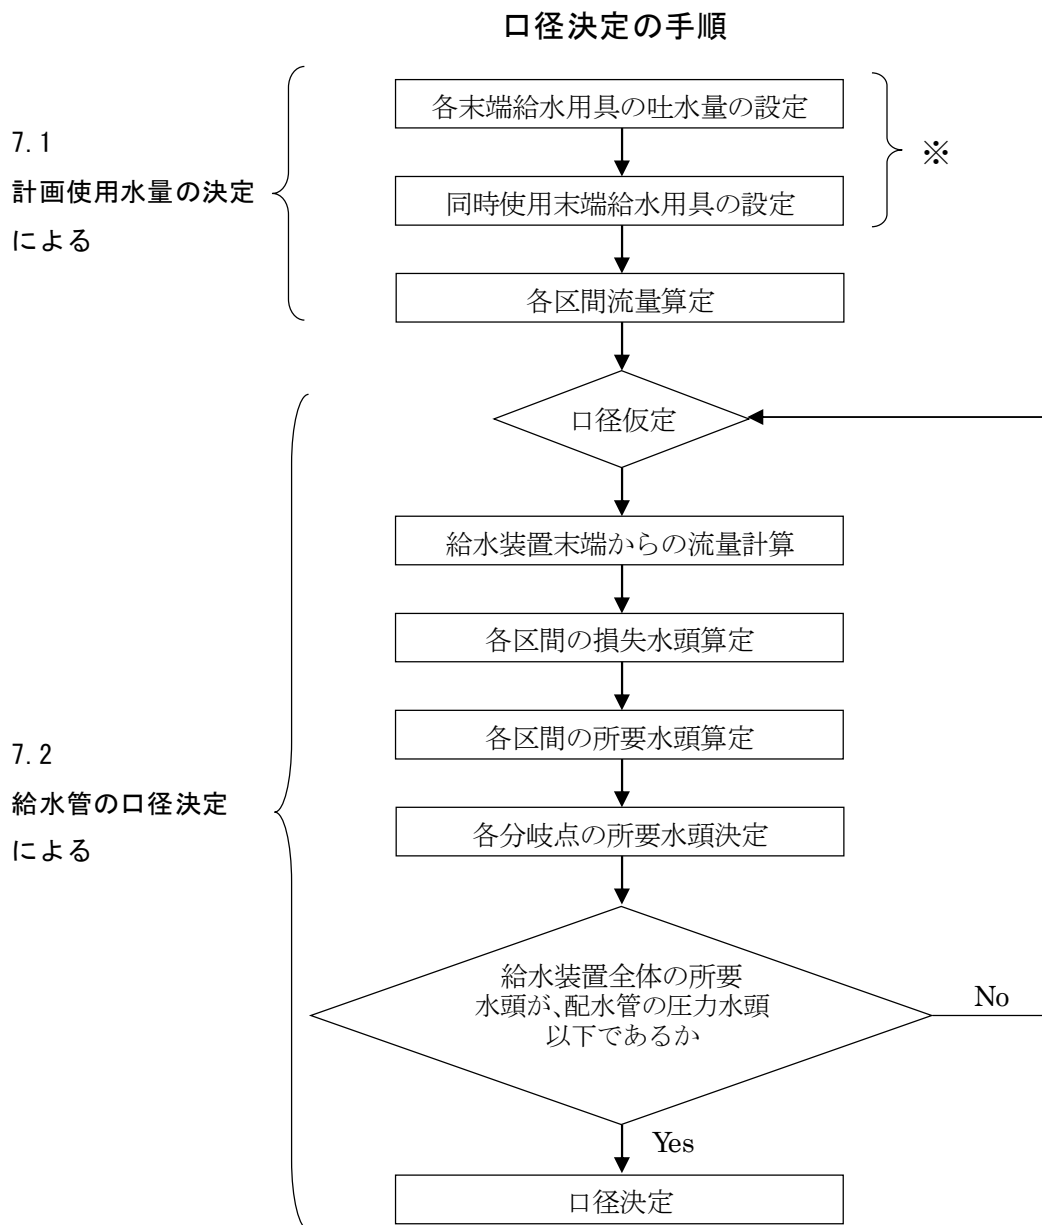 口径決定の手順
各末端給水用具の吐水量の設定
7.1
計画使用水量の決定
による
※
同時使用末端給水用具の設定
各区間流量算定
口径仮定
給水装置末端からの流量計算
各区間の損失水頭算定
各区間の所要水頭算定
7.2
給水管の口径決定
による
各分岐点の所要水頭決定
給水装置全体の所要
水頭が、配水管の圧力水頭
以下であるか
No
Yes
口径決定